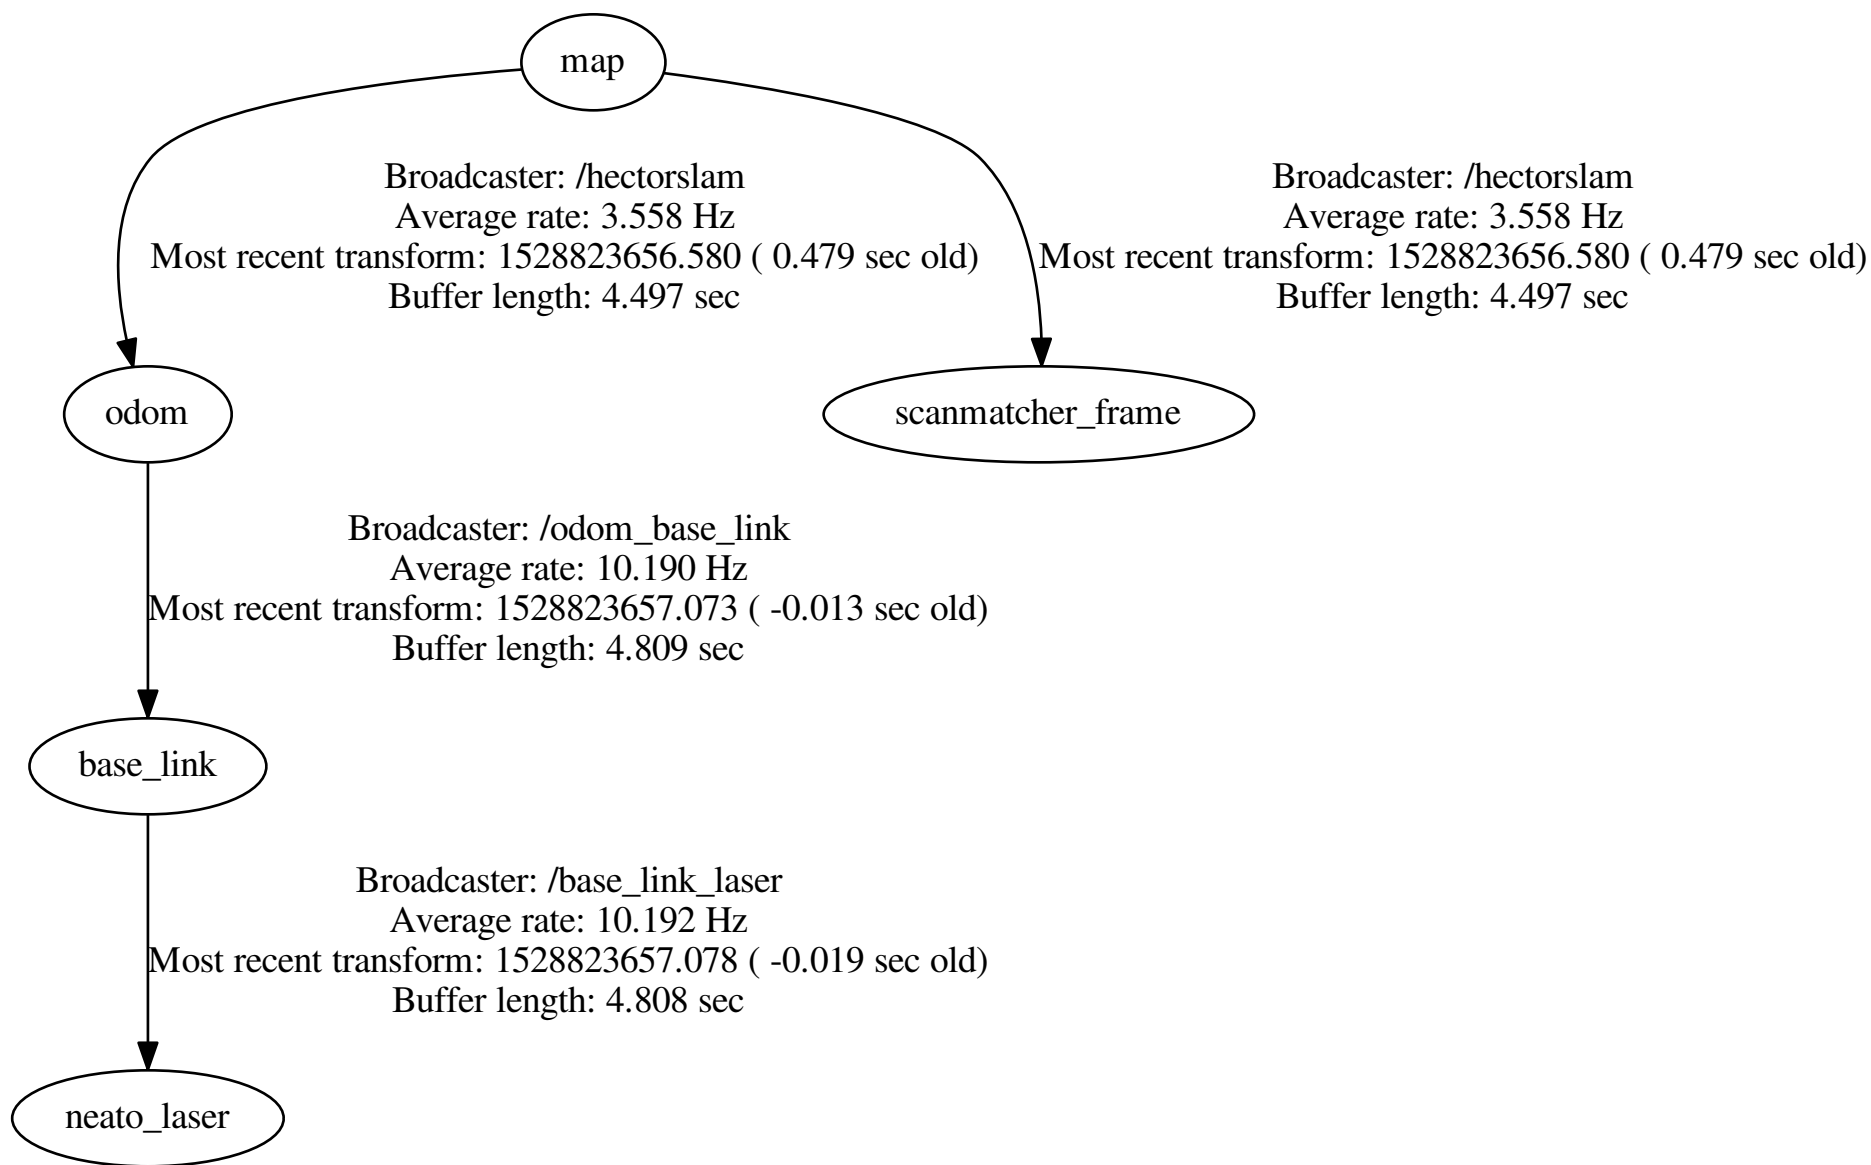 map
Broadcaster: /hectorslam
Average rate: 3.558 Hz
Most recent transform: 1528823656.580 ( 0.479 sec old)
Buffer length: 4.497 sec
Broadcaster: /hectorslam
Average rate: 3.558 Hz
Most recent transform: 1528823656.580 ( 0.479 sec old)
Buffer length: 4.497 sec
odom
scanmatcher_frame
Broadcaster: /odom_base_link
Average rate: 10.190 Hz
Most recent transform: 1528823657.073 ( -0.013 sec old)
Buffer length: 4.809 sec
base_link
Broadcaster: /base_link_laser
Average rate: 10.192 Hz
Most recent transform: 1528823657.078 ( -0.019 sec old)
Buffer length: 4.808 sec
neato_laser